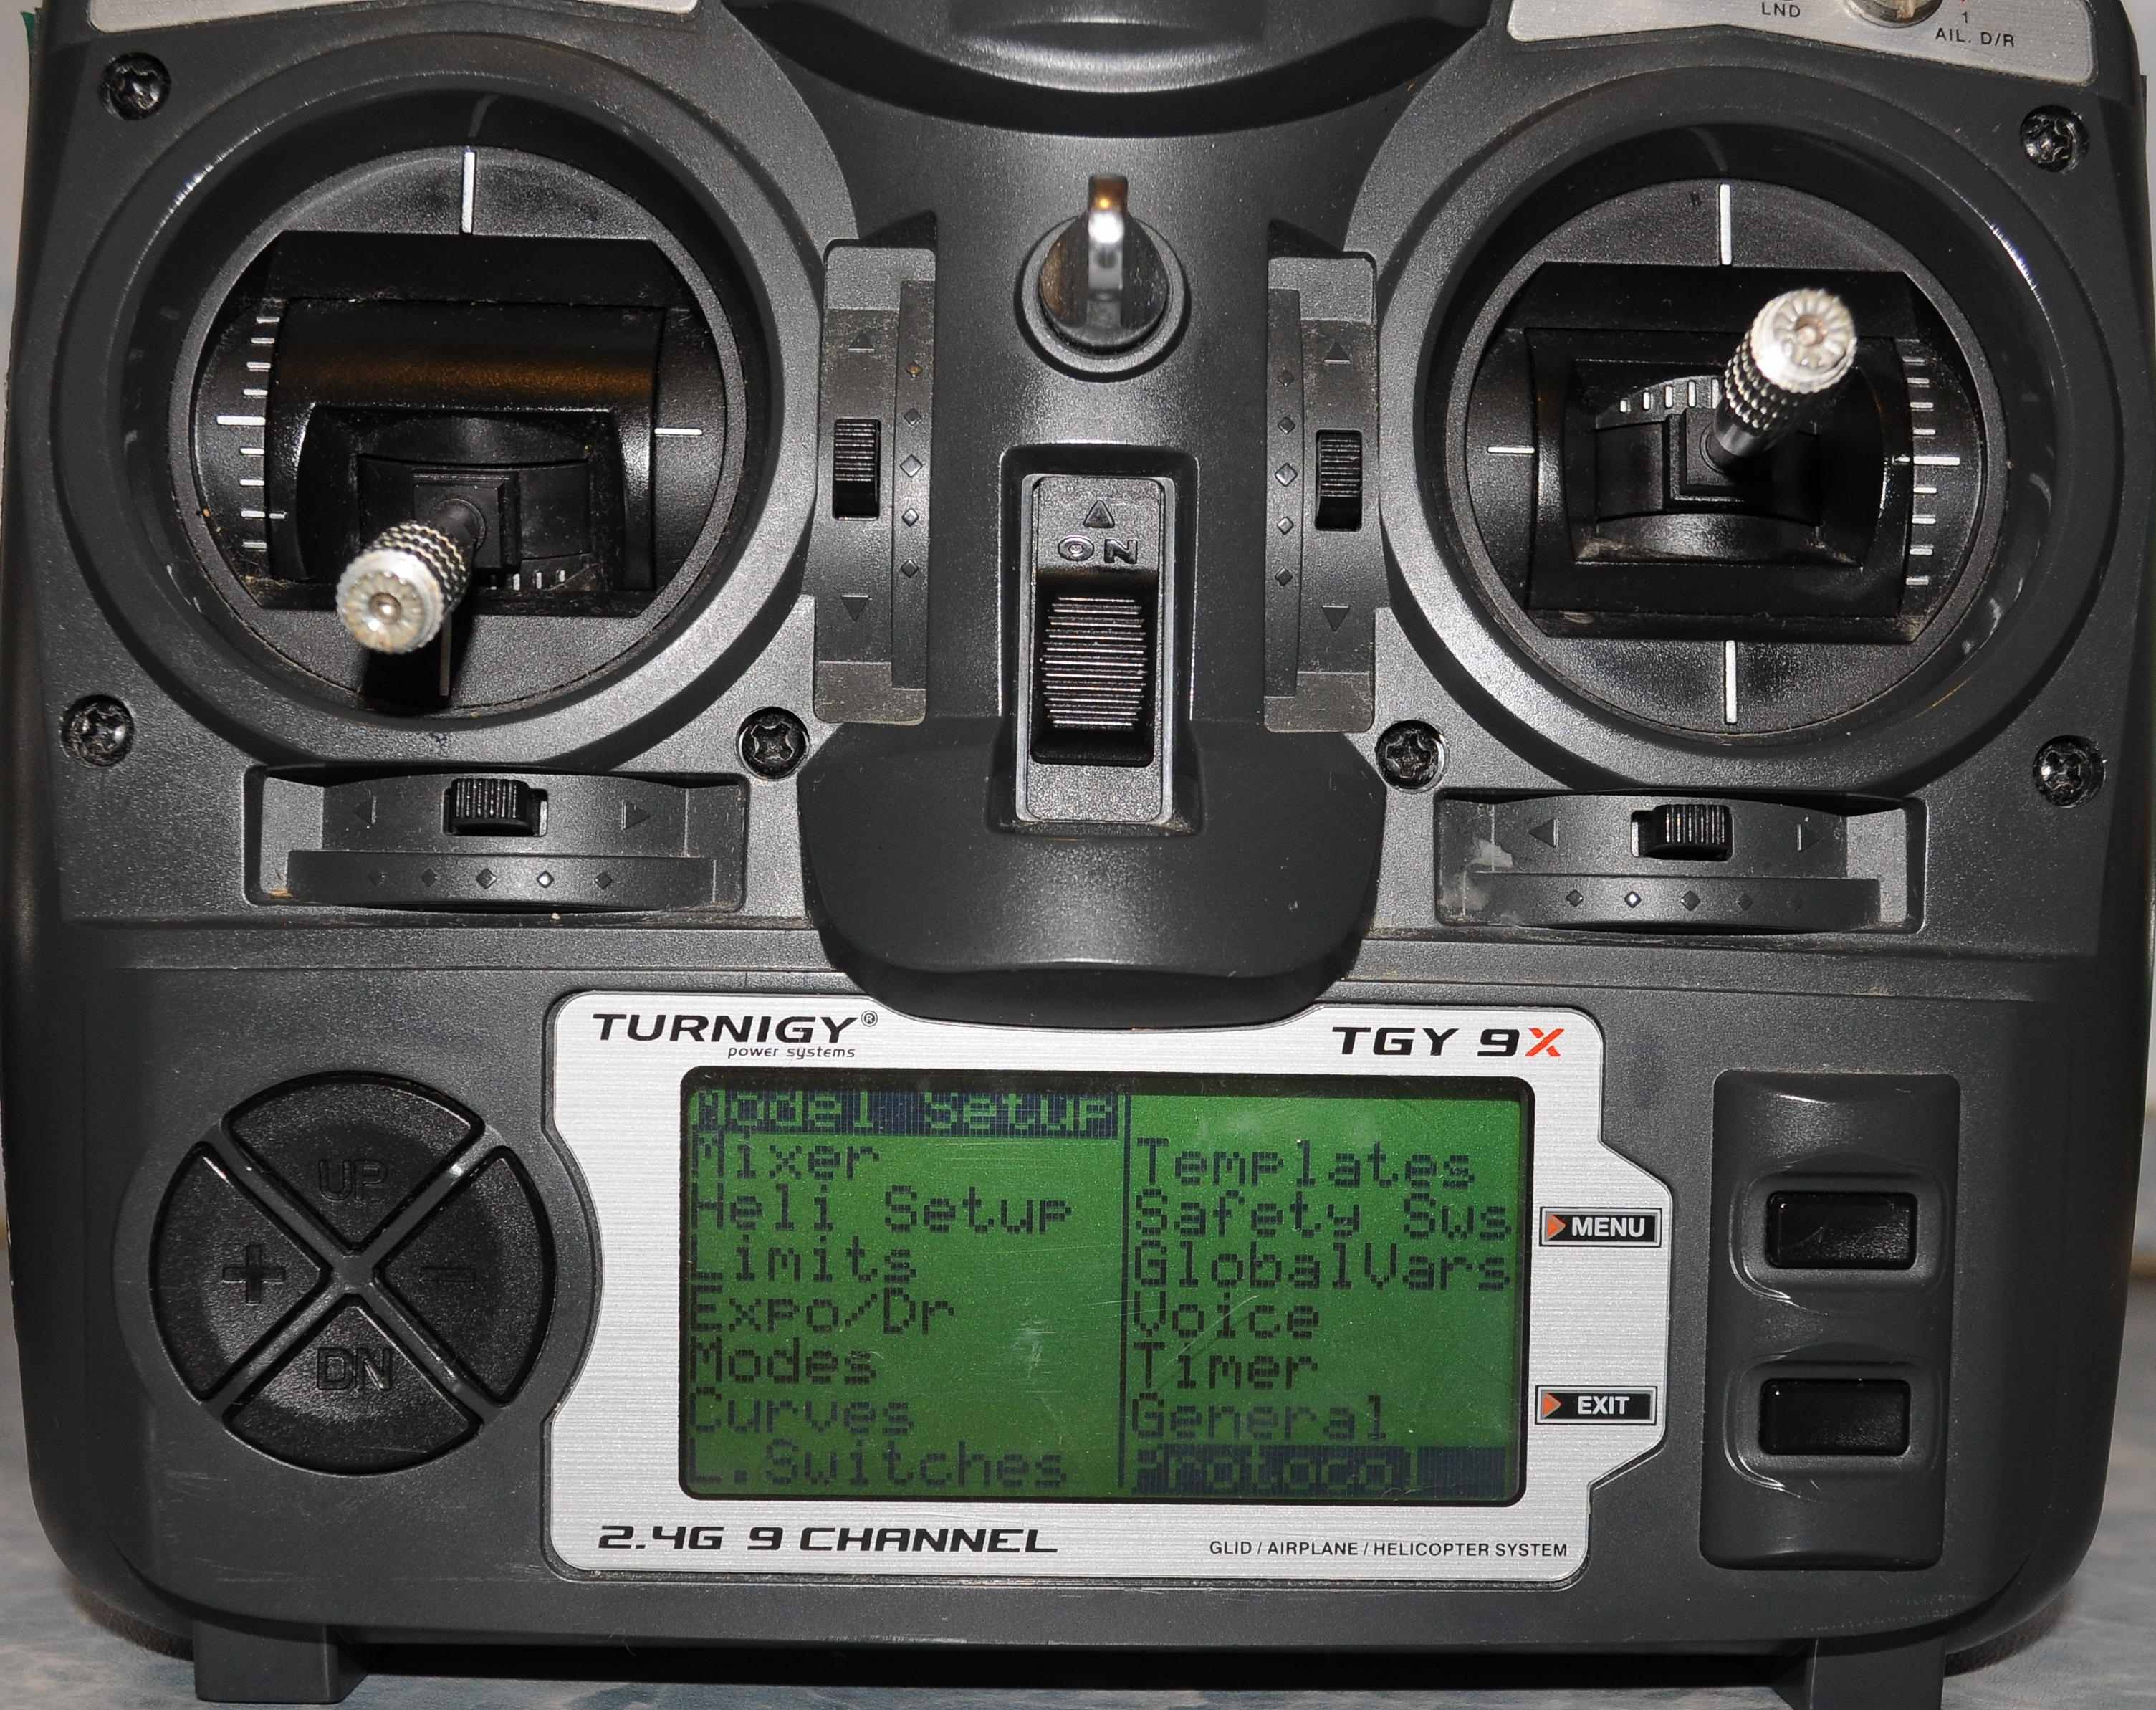 LND
1
AIL. D/R
ON
TURNIGY®
power systems
TGY 9X
UP
+
-
DN
Model Setup
Mixer
Heli Setup
Limits
Expo/Dr
Modes
Curves
L.Switches
Templates
Safety Sws
GlobalVars
Voice
Timer
General
Protocol
MENU
EXIT
2.4G 9 CHANNEL
GLID / AIRPLANE / HELICOPTER SYSTEM